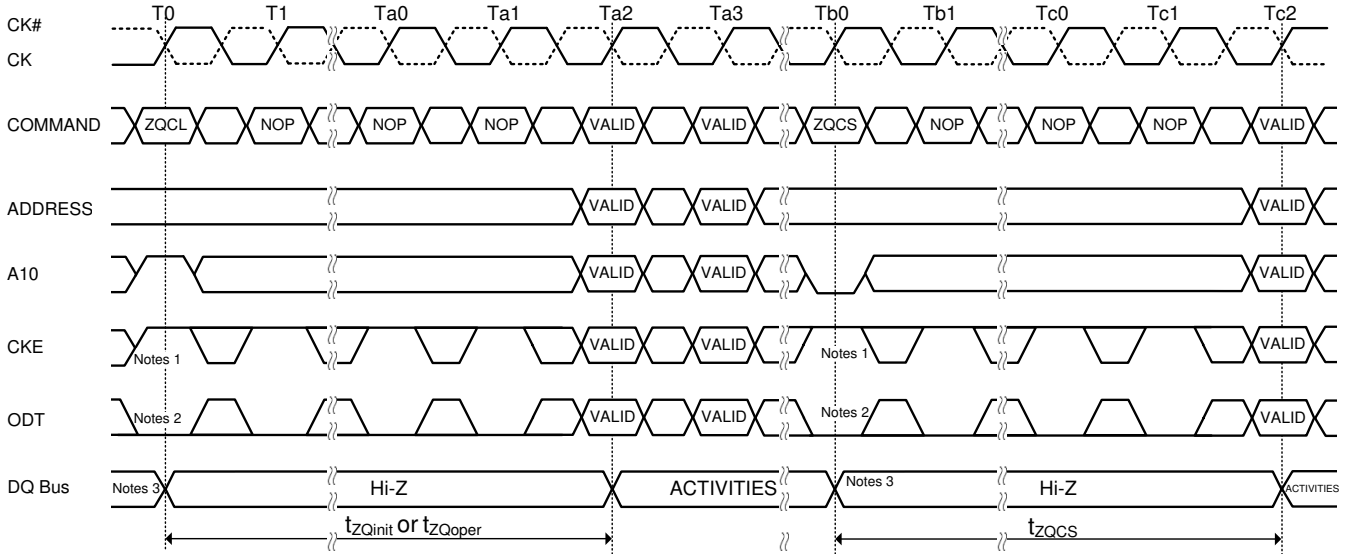 T0 T1 Ta0 Ta1 Ta2 Ta3 Tb0 Tb1 Tc0 Tc1 Tc2
CK#
CK
COMMAND ZQCL NOP NOP NOP VALID VALID ZQCS NOP NOP NOP VALID
ADDRESS VALID VALID VALID
A10 VALID VALID VALID
CKE Notes 1 VALID VALID Notes 1 VALID
ODT Notes 2 VALID VALID Notes 2 VALID
DQ Bus Notes 3 Hi-Z ACTIVITIES Notes 3 Hi-Z ACTIVITIES
tZQinit or tZQoper tZQCS